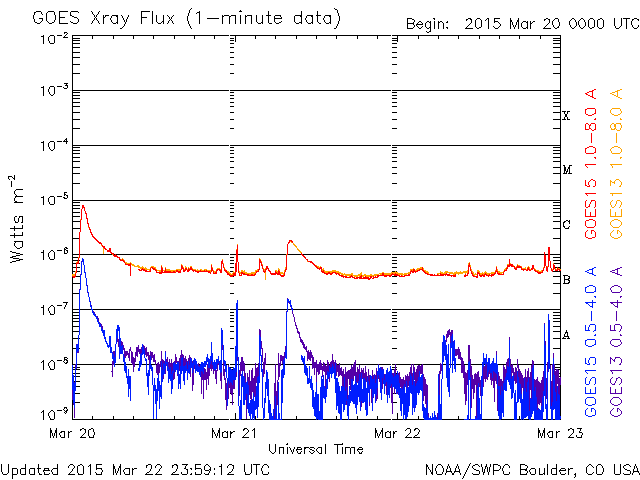 GOES Xray Flux (1-minute data)
Begin: 2015 Mar 20 0000 UTC
10-2
10-3
10-4
10-5
10-6
10-7
10-8
10-9
Watts m-2
X
M
C
B
A
GOES15 1.0-8.0 A
GOES13 1.0-8.0 A
GOES15 0.5-4.0 A
GOES13 0.5-4.0 A
Mar 20 Mar 21 Mar 22 Mar 23
Universal Time
Updated 2015 Mar 22 23:59:12 UTC NOAA/SWPC Boulder, CO USA